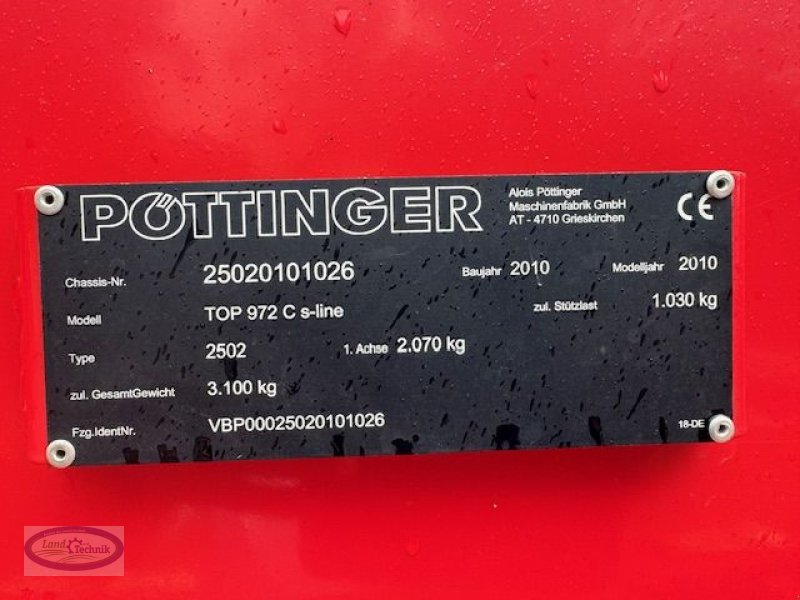 PÖTTINGER
Alois Pöttinger
Maschinenfabrik GmbH
AT - 4710 Grieskirchen
CE
Chassis-Nr. 25020101026 Baujahr 2010 Modelljahr 2010
Modell TOP 972 C s-line zul. Stützlast 1.030 kg
Type 2502 1. Achse 2.070 kg
zul. GesamtGewicht 3.100 kg
Fzg.IdentNr. VBP00025020101026
18-DE
Land
Technik